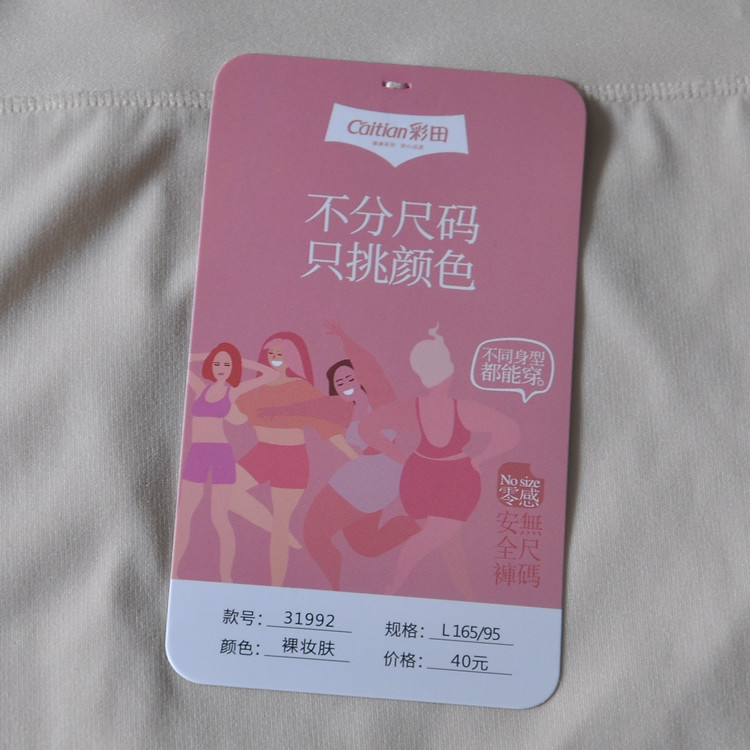 Caitian彩田
不分尺码
只挑颜色
不同身型
都能穿。
No size
零感
無尺碼
安全褲
款号: 31992
规格: L165/95
颜色: 裸妆肤
价格: 40元